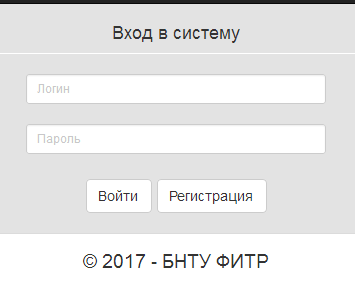 Вход в систему
Логин
Пароль
Войти Регистрация
© 2017 - БНТУ ФИТР